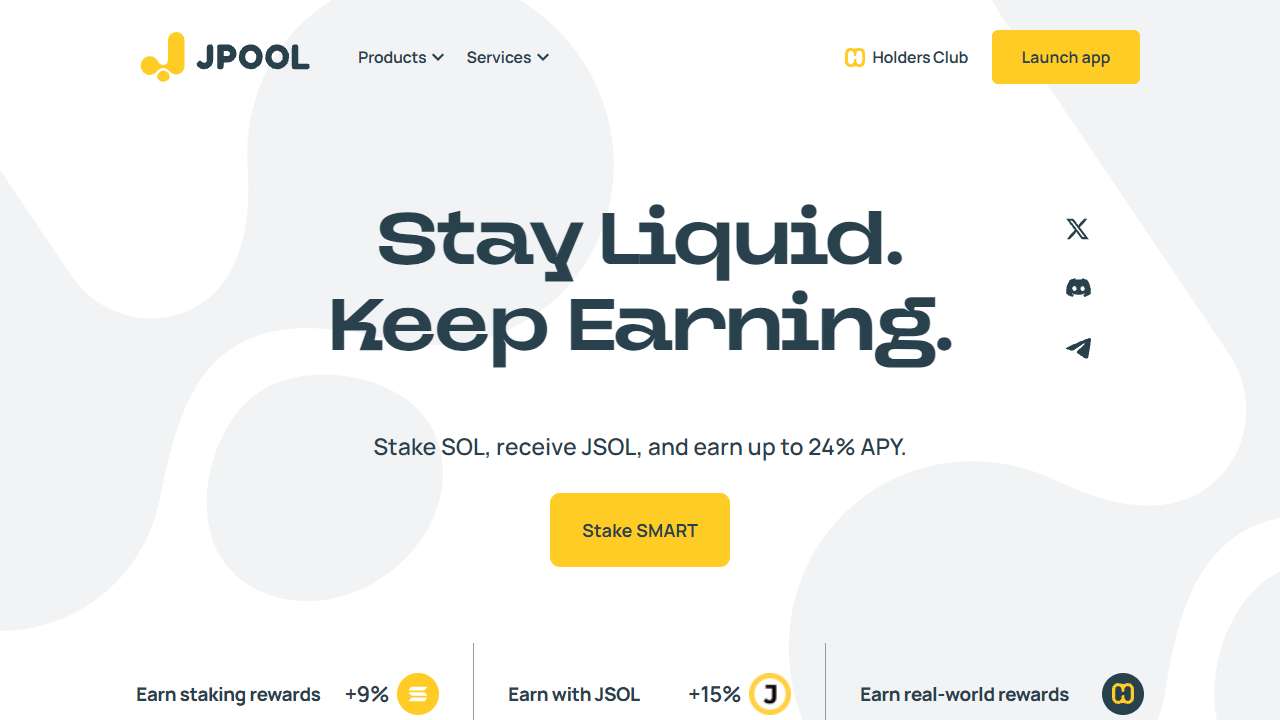 JPOOL Products Services Holders Club Launch app
Stay Liquid.
Keep Earning.
Stake SOL, receive JSOL, and earn up to 24% APY.
Stake SMART
Earn staking rewards +9% Earn with JSOL +15% J Earn real-world rewards